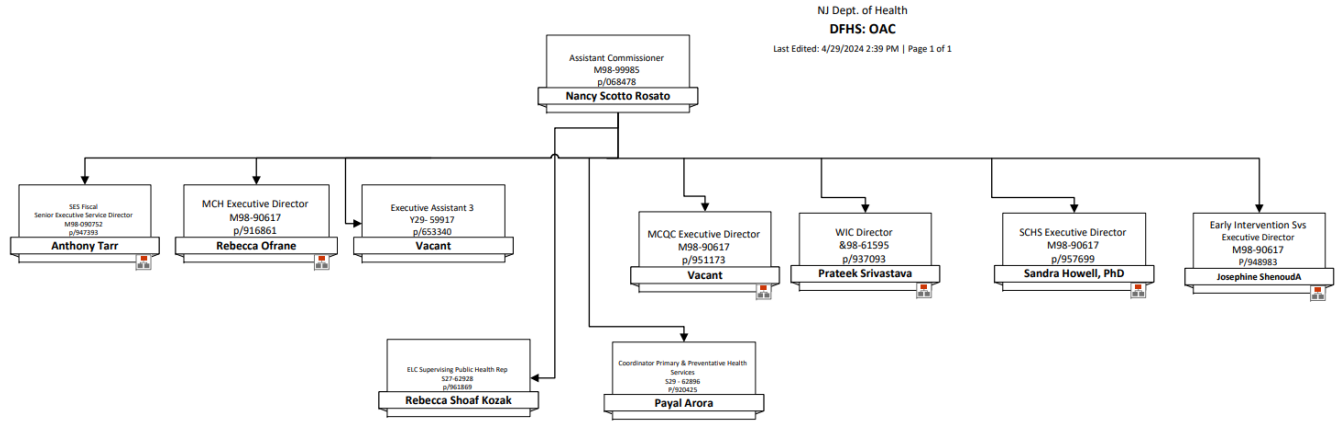 NJ Dept. of Health
DFHS: OAC
Last Edited: 4/29/2024 2:39 PM | Page 1 of 1
Assistant Commissioner
M98-99985
p/068478
Nancy Scotto Rosato
SES Fiscal
Senior Executive Service Director
M98-090752
p/947393
Anthony Tarr
MCH Executive Director
M98-90617
p/916861
Rebecca Ofrane
Executive Assistant 3
Y29- 59917
p/653340
Vacant
MCQC Executive Director
M98-90617
p/951173
Vacant
WIC Director
&98-61595
p/937093
Prateek Srivastava
SCHS Executive Director
M98-90617
p/957699
Sandra Howell, PhD
Early Intervention Svs
Executive Director
M98-90617
P/948983
Josephine ShenoudA
ELC Supervising Public Health Rep
S27-62928
p/961869
Rebecca Shoaf Kozak
Coordinator Primary & Preventative Health
Services
S29 - 62896
P/920425
Payal Arora